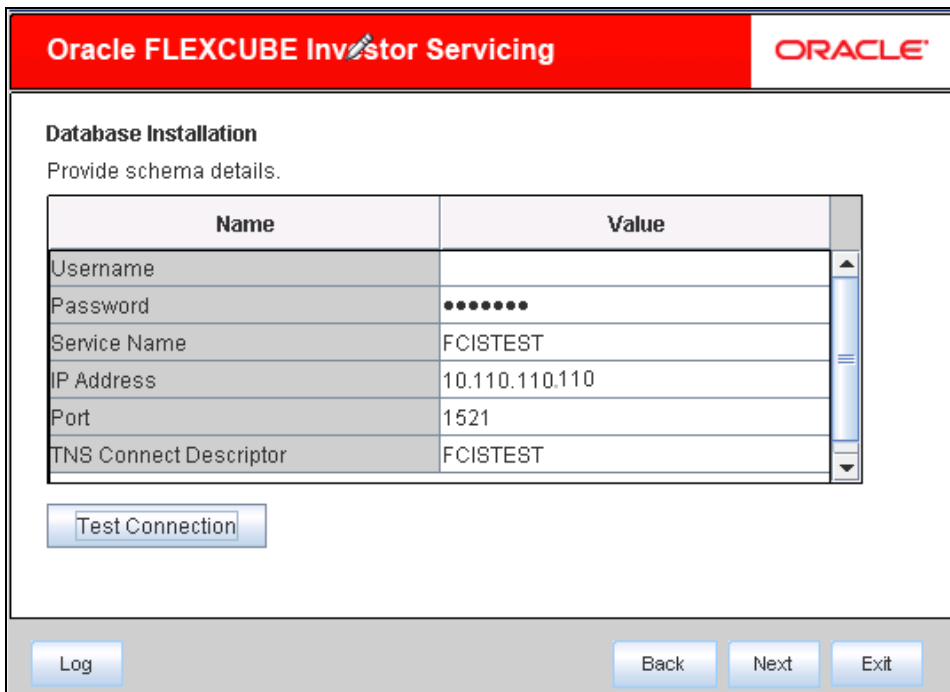 Oracle FLEXCUBE Investor Servicing
ORACLE
Database Installation
Provide schema details.
Name Value
Username
Password •••••••
Service Name FCISTEST
IP Address 10.110.110.110
Port 1521
TNS Connect Descriptor FCISTEST
Test Connection
Log Back Next Exit